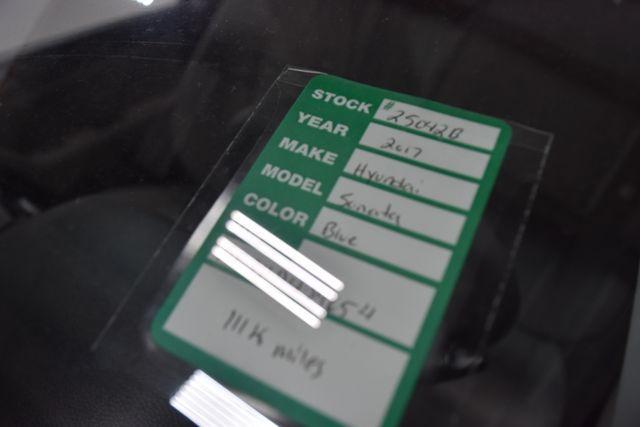 STOCK # 25042B
YEAR 2017
MAKE Hyundai
MODEL Sonata
COLOR Blue
111K miles